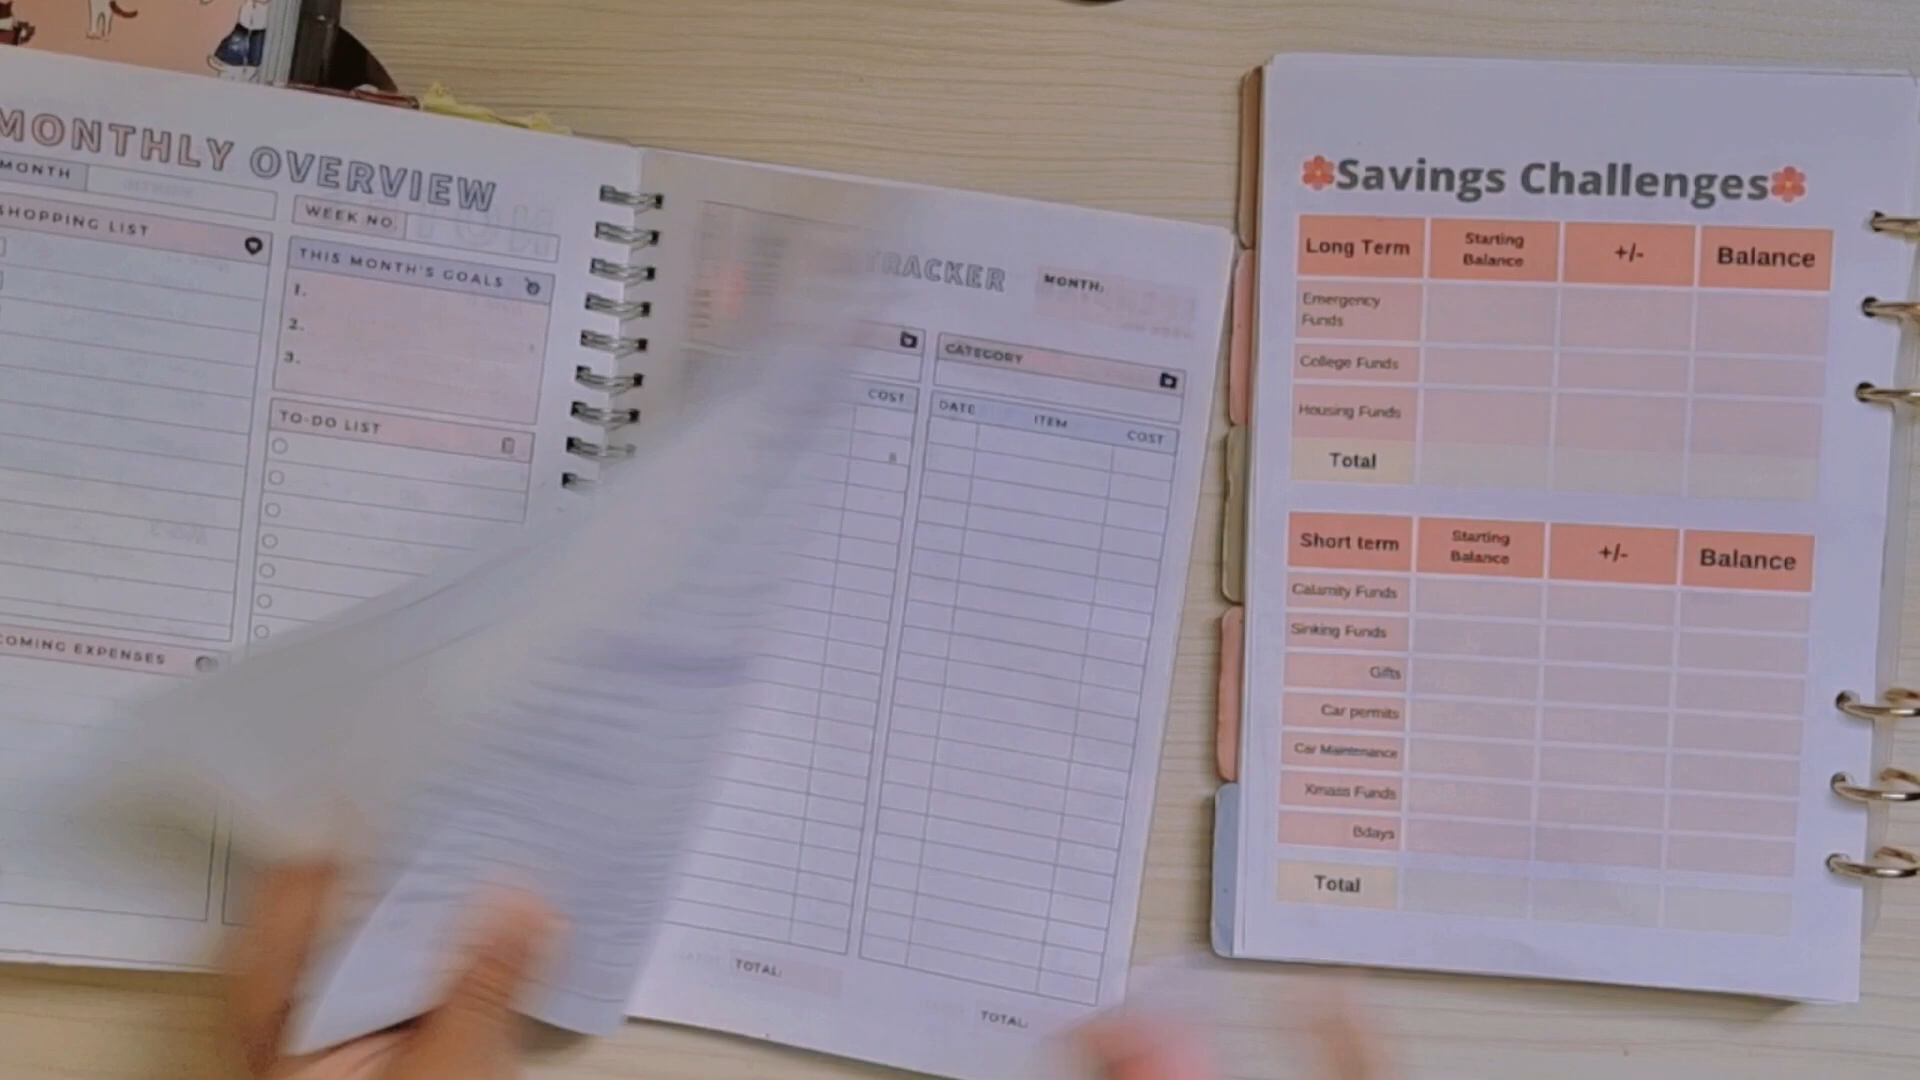 MONTHLY OVERVIEW
MONTH
WEEK NO.
SHOPPING LIST
THIS MONTH'S GOALS
1.
2.
3.
TO-DO LIST
COMING EXPENSES
TRACKER
MONTH:
CATEGORY
COST
DATE ITEM COST
TOTAL:
TOTAL:
Savings Challenges
Long Term Starting Balance +/- Balance
Emergency Funds
College Funds
Housing Funds
Total
Short term Starting Balance +/- Balance
Calamity Funds
Sinking Funds
Gifts
Car permits
Car Maintenance
Xmass Funds
Bdays
Total